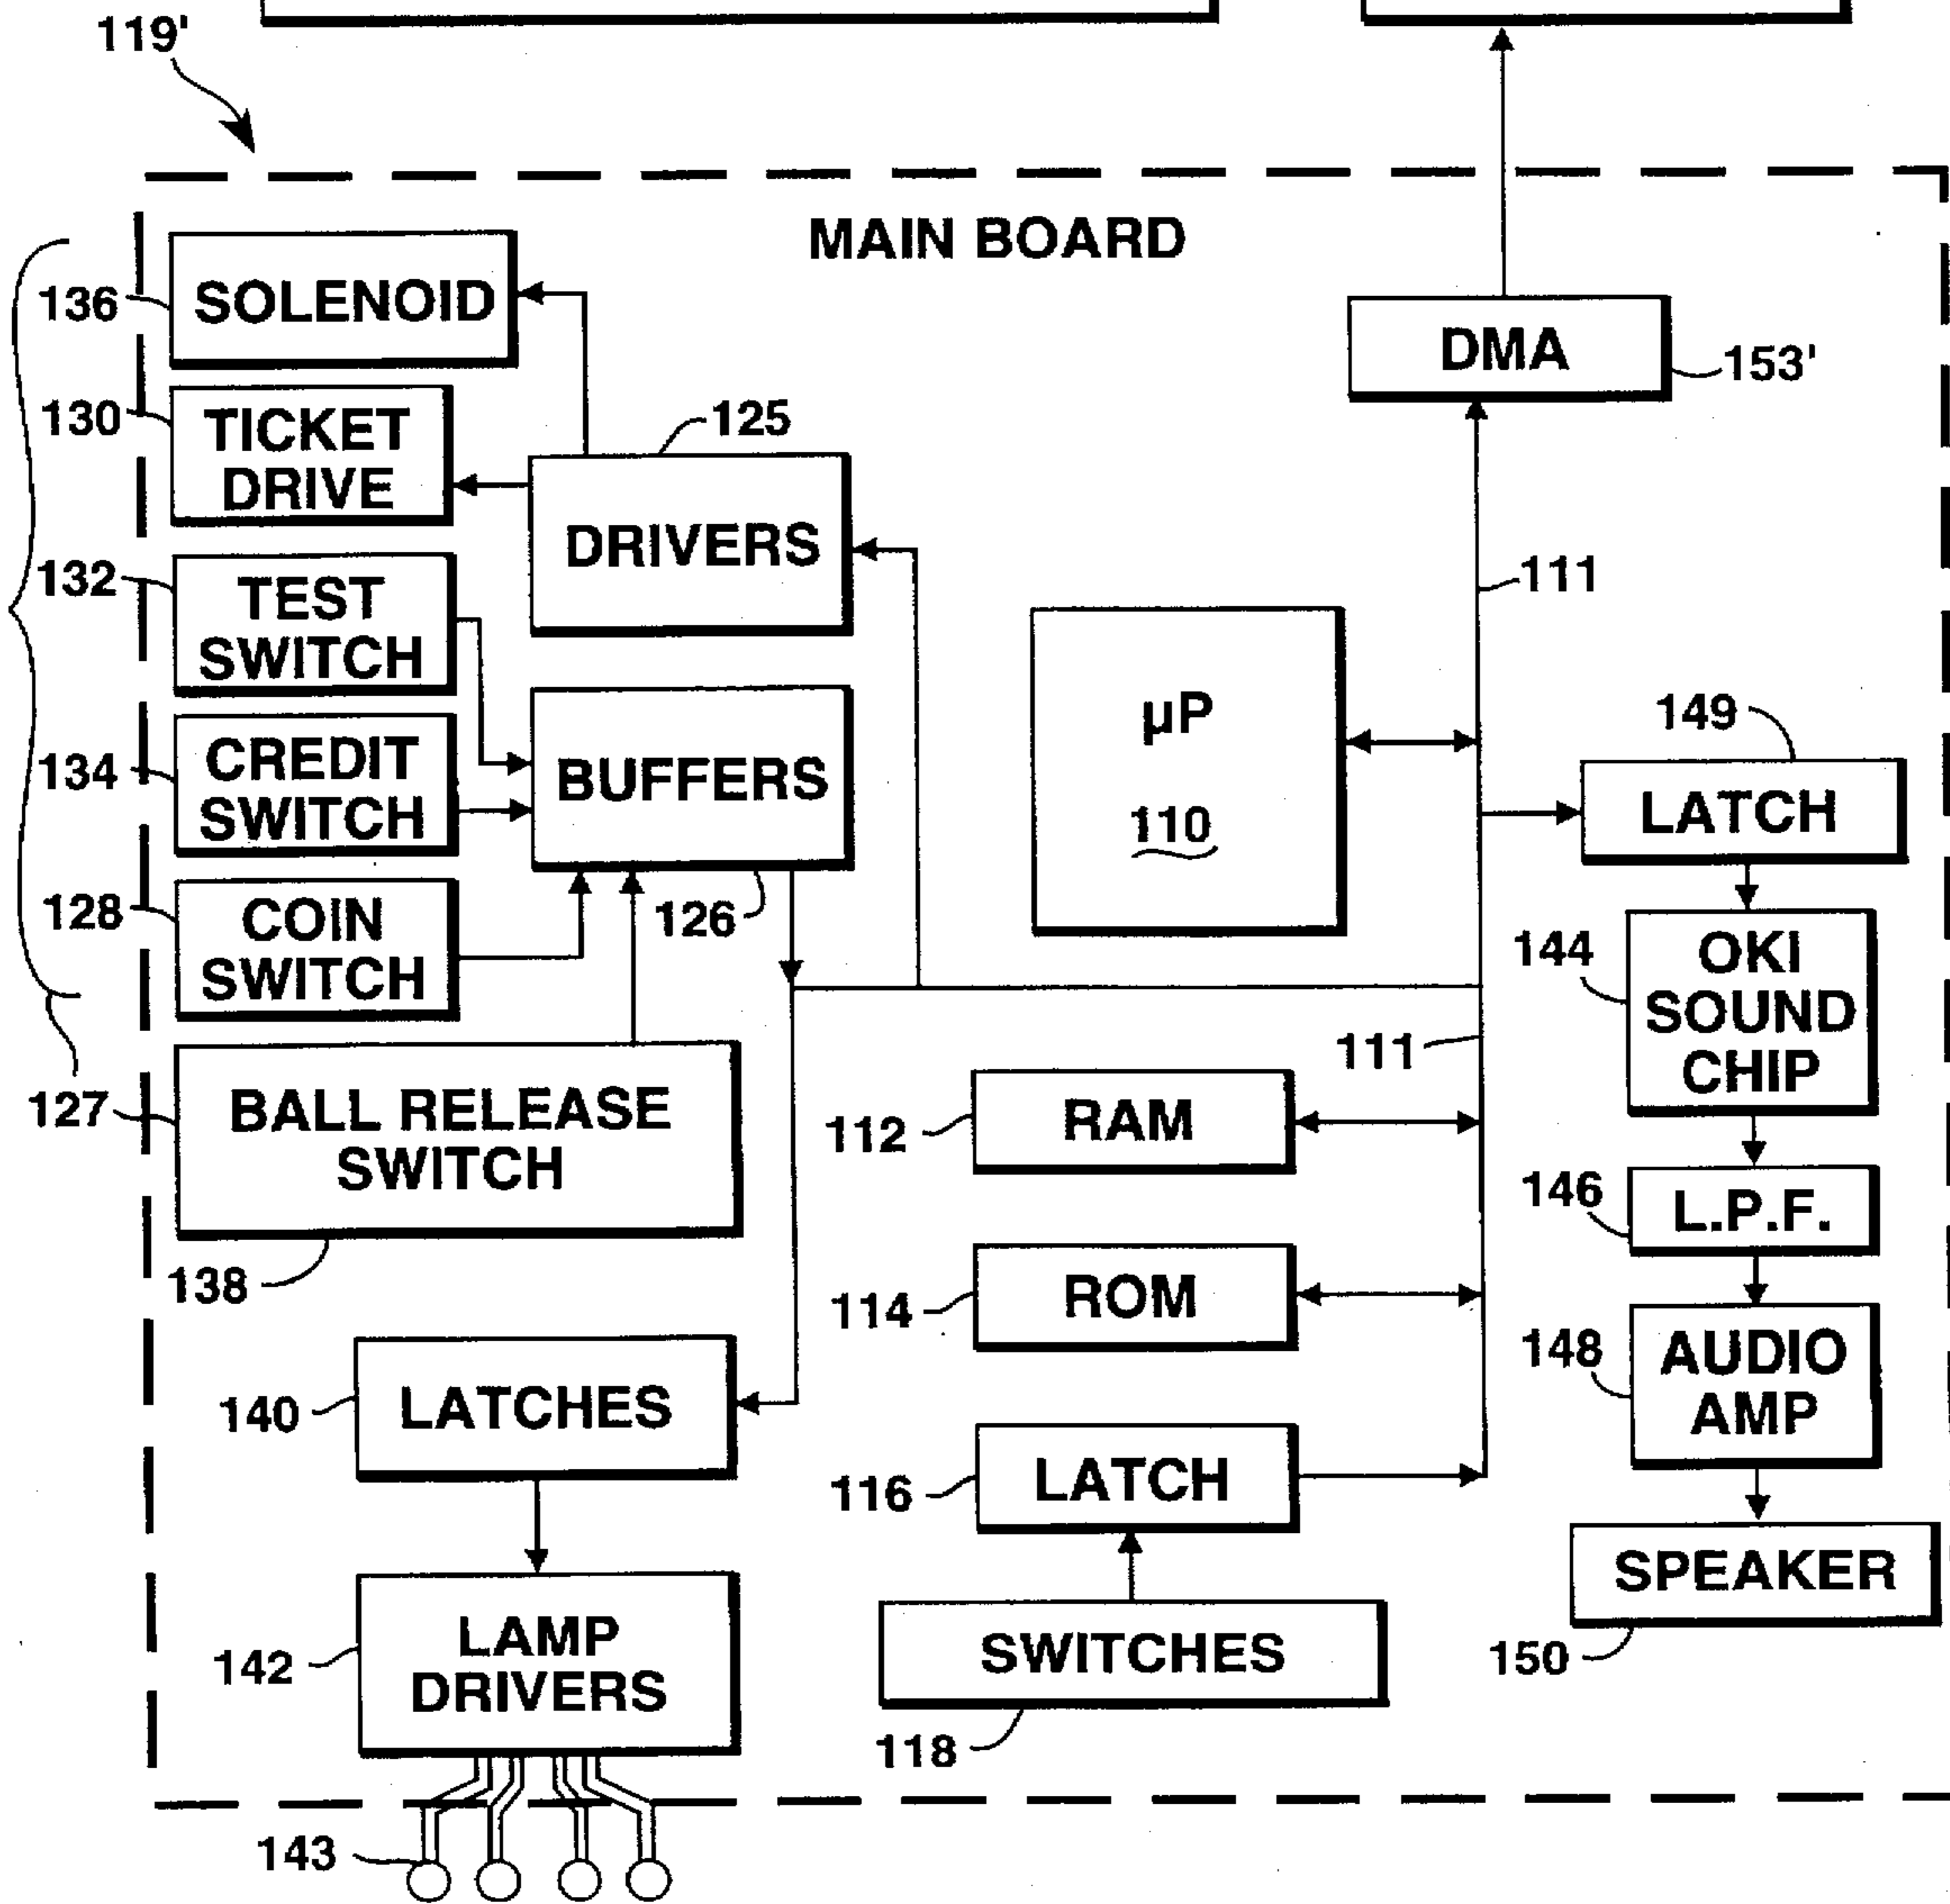 119'
MAIN BOARD
136
SOLENOID
DMA
153'
130
TICKET
DRIVE
125
DRIVERS
132
TEST
SWITCH
111
µP
110
149
LATCH
134
CREDIT
SWITCH
BUFFERS
126
128
COIN
SWITCH
144
OKI
SOUND
CHIP
111
127
BALL RELEASE
SWITCH
138
112
RAM
146
L.P.F.
114
ROM
148
AUDIO
AMP
140
LATCHES
116
LATCH
SPEAKER
150
142
LAMP
DRIVERS
SWITCHES
118
143